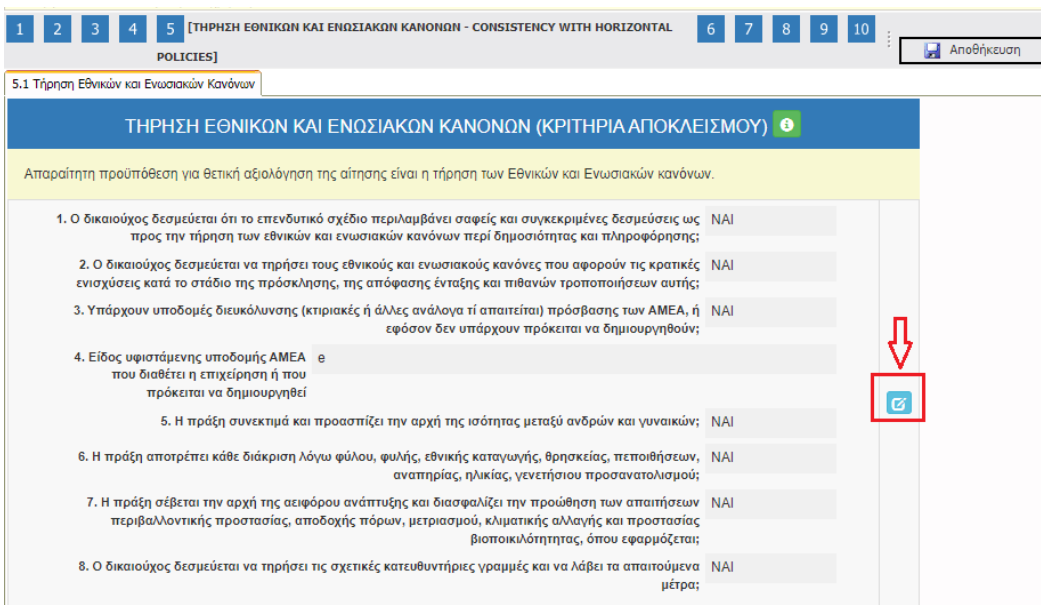 1 2 3 4 5 [ΤΗΡΗΣΗ ΕΘΝΙΚΩΝ ΚΑΙ ΕΝΩΣΙΑΚΩΝ ΚΑΝΟΝΩΝ - CONSISTENCY WITH HORIZONTAL 6 7 8 9 10
POLICIES]
Αποθήκευση
5.1 Τήρηση Εθνικών και Ενωσιακών Κανόνων
ΤΗΡΗΣΗ ΕΘΝΙΚΩΝ ΚΑΙ ΕΝΩΣΙΑΚΩΝ ΚΑΝΟΝΩΝ (ΚΡΙΤΗΡΙΑ ΑΠΟΚΛΕΙΣΜΟΥ)
Απαραίτητη προϋπόθεση για θετική αξιολόγηση της αίτησης είναι η τήρηση των Εθνικών και Ενωσιακών κανόνων.
1. Ο δικαιούχος δεσμεύεται ότι το επενδυτικό σχέδιο περιλαμβάνει σαφείς και συγκεκριμένες δεσμεύσεις ως ΝΑΙ
προς την τήρηση των εθνικών και ενωσιακών κανόνων περί δημοσιότητας και πληροφόρησης;
2. Ο δικαιούχος δεσμεύεται να τηρήσει τους εθνικούς και ενωσιακούς κανόνες που αφορούν τις κρατικές ΝΑΙ
ενισχύσεις κατά το στάδιο της πρόσκλησης, της απόφασης ένταξης και πιθανών τροποποιήσεων αυτής;
3. Υπάρχουν υποδομές διευκόλυνσης (κτιριακές ή άλλες ανάλογα τί απαιτείται) πρόσβασης των ΑΜΕΑ, ή ΝΑΙ
εφόσον δεν υπάρχουν πρόκειται να δημιουργηθούν;
4. Είδος υφιστάμενης υποδομής ΑΜΕΑ e
που διαθέτει η επιχείρηση ή που
πρόκειται να δημιουργηθεί
5. Η πράξη συνεκτιμά και προασπίζει την αρχή της ισότητας μεταξύ ανδρών και γυναικών; ΝΑΙ
6. Η πράξη αποτρέπει κάθε διάκριση λόγω φύλου, φυλής, εθνικής καταγωγής, θρησκείας, πεποιθήσεων, ΝΑΙ
αναπηρίας, ηλικίας, γενετήσιου προσανατολισμού;
7. Η πράξη σέβεται την αρχή της αειφόρου ανάπτυξης και διασφαλίζει την προώθηση των απαιτήσεων ΝΑΙ
περιβαλλοντικής προστασίας, αποδοχής πόρων, μετριασμού, κλιματικής αλλαγής και προστασίας
βιοποικιλότητητας, όπου εφαρμόζεται;
8. Ο δικαιούχος δεσμεύεται να τηρήσει τις σχετικές κατευθυντήριες γραμμές και να λάβει τα απαιτούμενα ΝΑΙ
μέτρα;